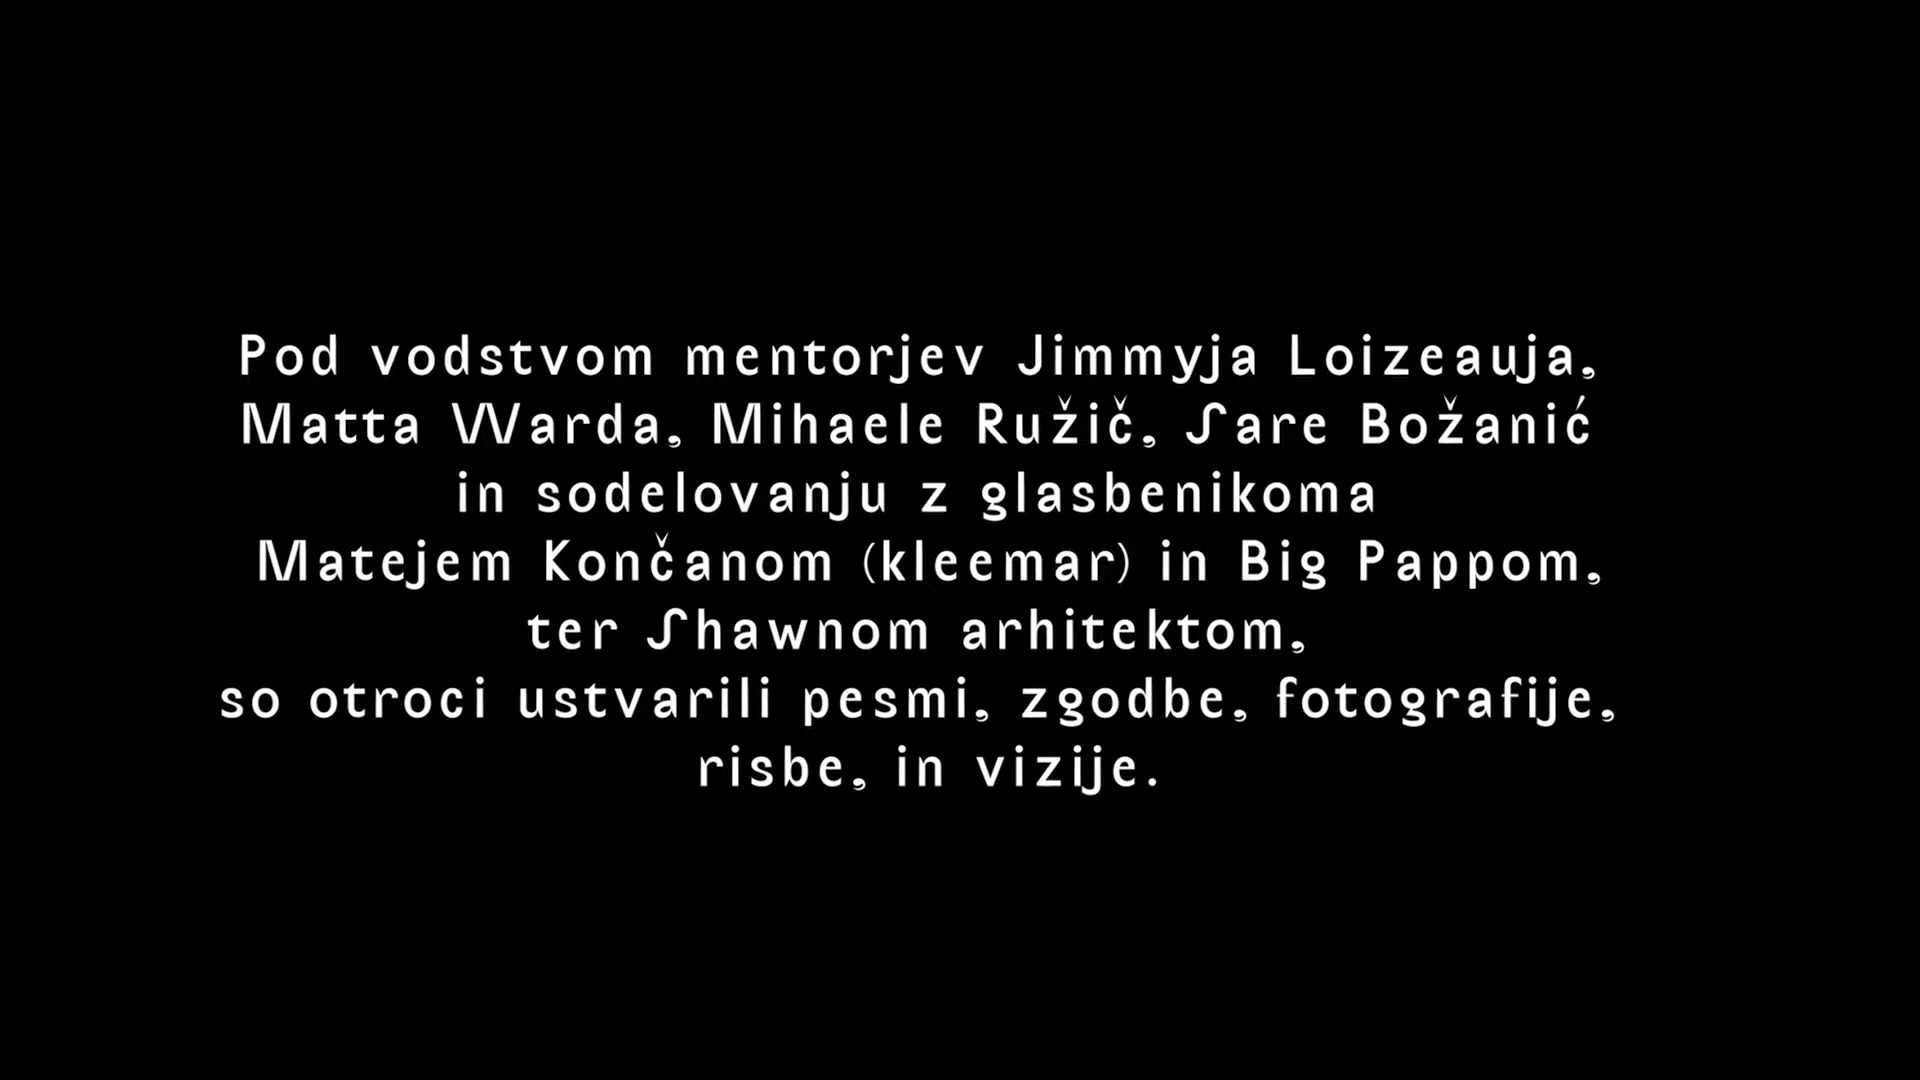 Pod vodstvom mentorjev Jimmyja Loizeauja,
Matta Warda, Mihaele Ružič, Sare Božanić
in sodelovanju z glasbenikoma
Matejem Končanom (kleemar) in Big Pappom,
ter Shawnom arhitektom,
so otroci ustvarili pesmi, zgodbe, fotografije,
risbe, in vizije.